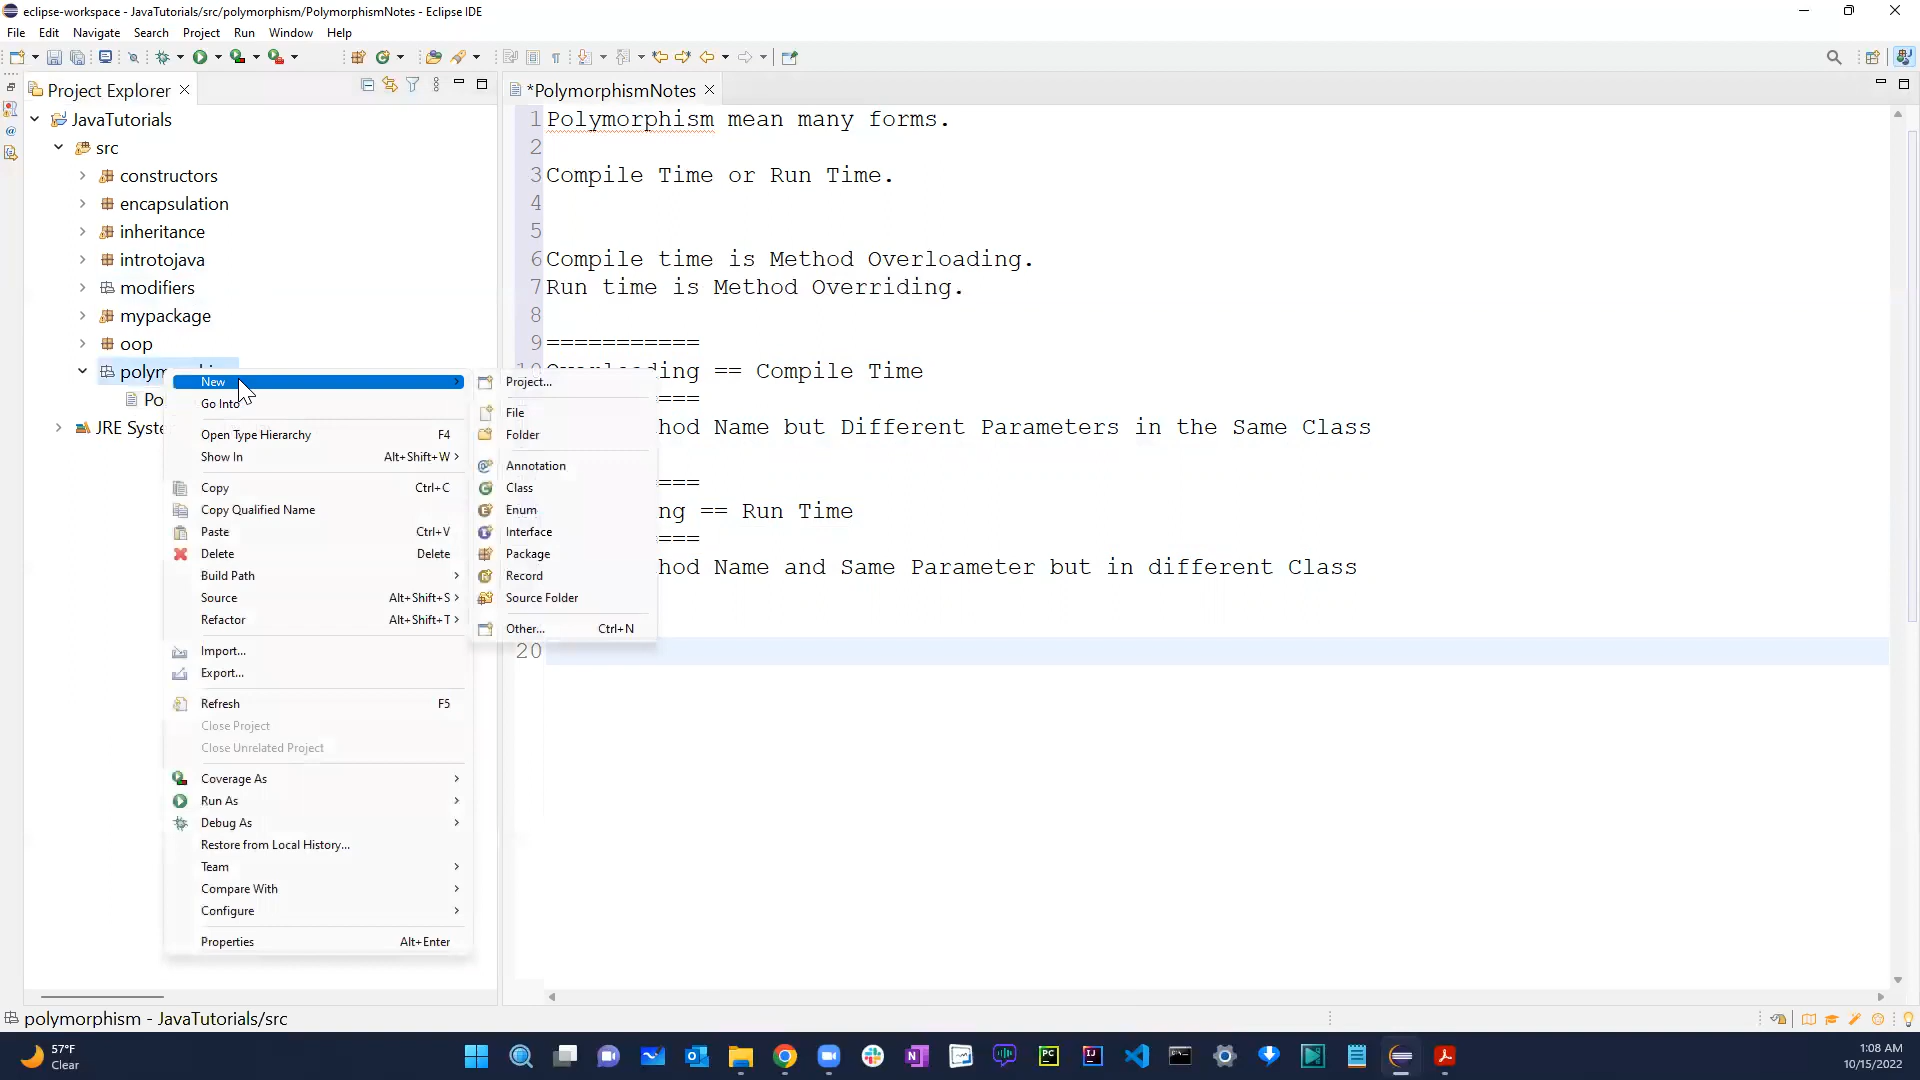 eclipse-workspace - JavaTutorials/src/polymorphism/PolymorphismNotes - Eclipse IDE
File Edit Navigate Search Project Run Window Help
Project Explorer
*PolymorphismNotes
JavaTutorials
src
constructors
encapsulation
inheritance
introtojava
modifiers
mypackage
oop
1 Polymorphism mean many forms.
2
3 Compile Time or Run Time.
4
5
6 Compile time is Method Overloading.
7 Run time is Method Overriding.
8
9 ===========
Overloading == Compile Time
hod Name but Different Parameters in the Same Class
ng == Run Time
hod Name and Same Parameter but in different Class
20
New
Go Into
Open Type Hierarchy F4
Show In Alt+Shift+W
Copy Ctrl+C
Copy Qualified Name
Paste Ctrl+V
Delete Delete
Build Path
Source Alt+Shift+S
Refactor Alt+Shift+T
Import...
Export...
Refresh F5
Close Project
Close Unrelated Project
Coverage As
Run As
Debug As
Restore from Local History...
Team
Compare With
Configure
Properties Alt+Enter
Project...
File
Folder
Annotation
Class
Enum
Interface
Package
Record
Source Folder
Other... Ctrl+N
JRE Syste
polymorphism - JavaTutorials/src
57°F
Clear
1:08 AM
10/15/2022